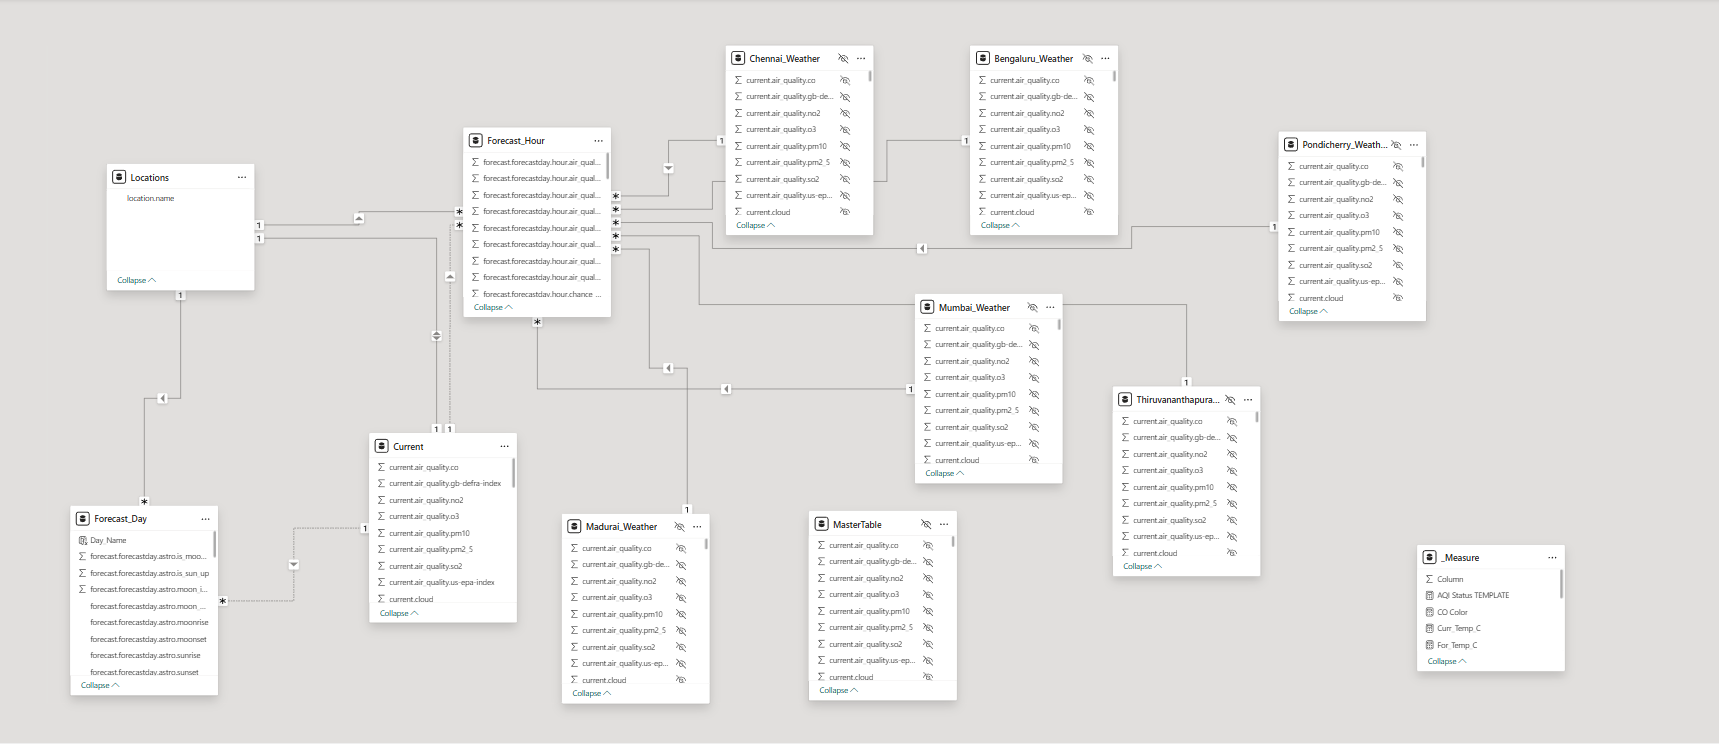 Chennai_Weather
current.air_quality.co
current.air_quality.gb-de...
current.air_quality.no2
current.air_quality.o3
current.air_quality.pm10
current.air_quality.pm2_5
current.air_quality.so2
current.air_quality.us-ep...
current.cloud
Collapse
Bengaluru_Weather
current.air_quality.co
current.air_quality.gb-de...
current.air_quality.no2
current.air_quality.o3
current.air_quality.pm10
current.air_quality.pm2_5
current.air_quality.so2
current.air_quality.us-ep...
current.cloud
Collapse
Forecast_Hour
forecast.forecastday.hour.air_qual...
forecast.forecastday.hour.air_qual...
forecast.forecastday.hour.air_qual...
forecast.forecastday.hour.air_qual...
forecast.forecastday.hour.air_qual...
forecast.forecastday.hour.air_qual...
forecast.forecastday.hour.air_qual...
forecast.forecastday.hour.air_qual...
forecast.forecastday.hour.chance_...
Collapse
Pondicherry_Weath...
current.air_quality.co
current.air_quality.gb-de...
current.air_quality.no2
current.air_quality.o3
current.air_quality.pm10
current.air_quality.pm2_5
current.air_quality.so2
current.air_quality.us-ep...
current.cloud
Collapse
Locations
location.name
Collapse
Mumbai_Weather
current.air_quality.co
current.air_quality.gb-de...
current.air_quality.no2
current.air_quality.o3
current.air_quality.pm10
current.air_quality.pm2_5
current.air_quality.so2
current.air_quality.us-ep...
current.cloud
Collapse
Thiruvananthapura...
current.air_quality.co
current.air_quality.gb-de...
current.air_quality.no2
current.air_quality.o3
current.air_quality.pm10
current.air_quality.pm2_5
current.air_quality.so2
current.air_quality.us-ep...
current.cloud
Collapse
Current
current.air_quality.co
current.air_quality.gb-defra-index
current.air_quality.no2
current.air_quality.o3
current.air_quality.pm10
current.air_quality.pm2_5
current.air_quality.so2
current.air_quality.us-epa-index
current.cloud
Collapse
Forecast_Day
Day_Name
forecast.forecastday.astro.is_moo...
forecast.forecastday.astro.is_sun_up
forecast.forecastday.astro.moon_i...
forecast.forecastday.astro.moon_...
forecast.forecastday.astro.moonrise
forecast.forecastday.astro.moonset
forecast.forecastday.astro.sunrise
forecast.forecastday.astro.sunset
Collapse
Madurai_Weather
current.air_quality.co
current.air_quality.gb-de...
current.air_quality.no2
current.air_quality.o3
current.air_quality.pm10
current.air_quality.pm2_5
current.air_quality.so2
current.air_quality.us-ep...
current.cloud
Collapse
MasterTable
current.air_quality.co
current.air_quality.gb-de...
current.air_quality.no2
current.air_quality.o3
current.air_quality.pm10
current.air_quality.pm2_5
current.air_quality.so2
current.air_quality.us-ep...
current.cloud
Collapse
_Measure
Column
AQI Status TEMPLATE
CO Color
Curr_Temp_C
For_Temp_C
Collapse
1
1
1
1
1
1
1
1
1
1
1
1
*
*
*
*
*
*
*
*
*
*